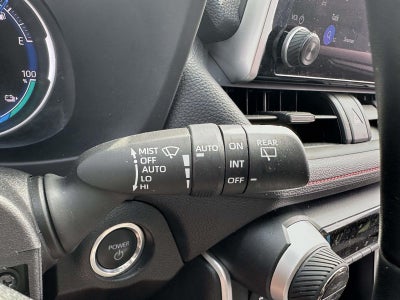 E
100
MIST
OFF
AUTO
LO
HI
AUTO
ON
INT
OFF
REAR
POWER